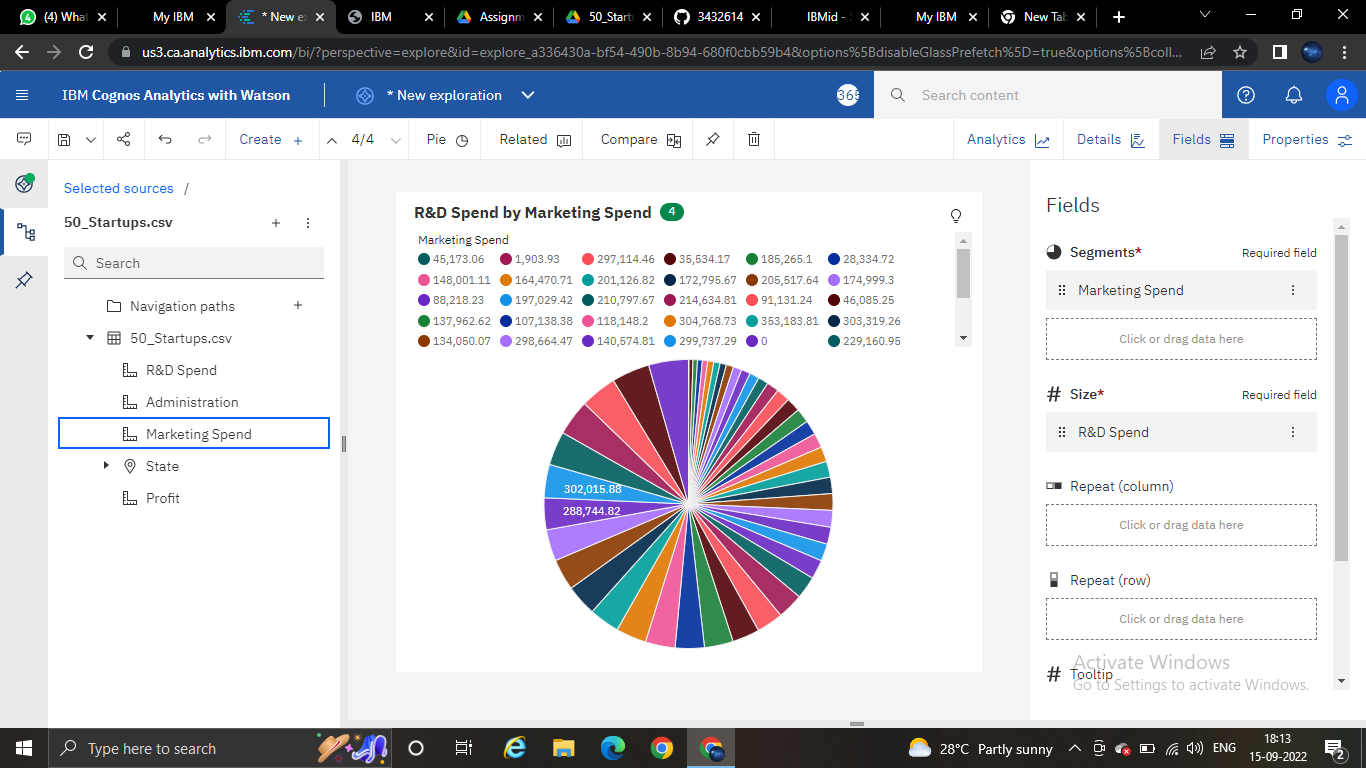 (4) What
My IBM
* New ex
IBM
Assignm
50_Startu
3432614
IBMid - S
My IBM
New Tab
us3.ca.analytics.ibm.com/bi/?perspective=explore&id=explore_a336430a-bf54-490b-8b94-680f0cbb59b4&options%5BdisableGlassPrefetch%5D=true&options%5Bcoll...
IBM Cognos Analytics with Watson
* New exploration
365
Search content
Create +
4/4
Pie
Related
Compare
Analytics
Details
Fields
Properties
Selected sources /
50_Startups.csv
Search
Navigation paths
50_Startups.csv
R&D Spend
Administration
Marketing Spend
State
Profit
R&D Spend by Marketing Spend 4
Marketing Spend
45,173.06 1,903.93 297,114.46 35,534.17 185,265.1 28,334.72
148,001.11 164,470.71 201,126.82 172,795.67 205,517.64 174,999.3
88,218.23 197,029.42 210,797.67 214,634.81 91,131.24 46,085.25
137,962.62 107,138.38 118,148.2 304,768.73 353,183.81 303,319.26
134,050.07 298,664.47 140,574.81 299,737.29 0 229,160.95
302,015.88
288,744.82
Fields
Segments* Required field
Marketing Spend
Click or drag data here
# Size* Required field
R&D Spend
Repeat (column)
Click or drag data here
Repeat (row)
Click or drag data here
# Tooltip
Activate Windows
Go to Settings to activate Windows.
Type here to search
28°C Partly sunny
ENG
18:13
15-09-2022
2